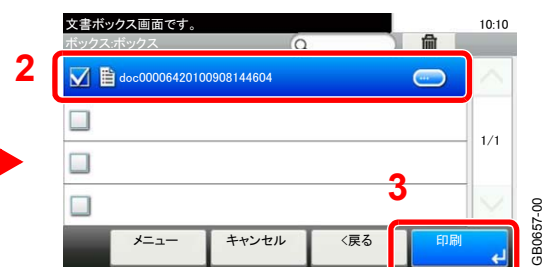 文書ボックス画面です。 10:10
ボックス:ボックス
2
doc00006420100908144604
1/1
3
メニュー キャンセル <戻る 印刷
GB0657-00